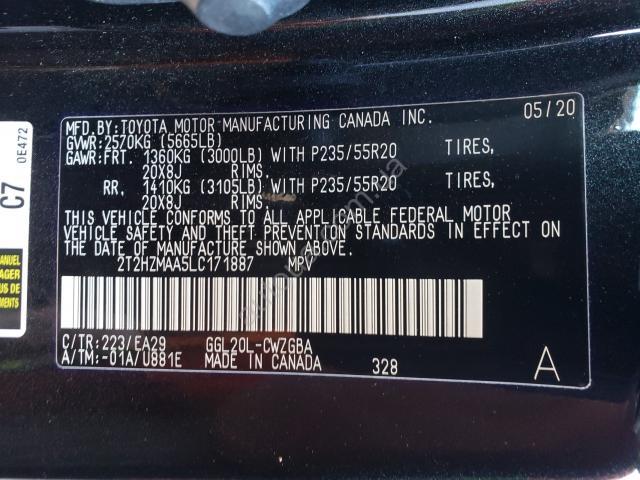 MFD.BY:TOYOTA MOTOR MANUFACTURING CANADA INC. 05/20
GVWR:2570KG (5665LB)
GAWR:FRT. 1360KG (3000LB) WITH P235/55R20 TIRES,
20X8J RIMS.
RR. 1410KG (3105LB) WITH P235/55R20 TIRES,
20X8J RIMS.
THIS VEHICLE CONFORMS TO ALL APPLICABLE FEDERAL MOTOR
VEHICLE SAFETY AND THEFT PREVENTION STANDARDS IN EFFECT ON
THE DATE OF MANUFACTURE SHOWN ABOVE.
2T2HZMAA5LC171887 MPV
C/TR:223/EA29 GGL20L-CWZGBA
A/TM:-01A/U881E MADE IN CANADA 328 A
C7
0E472
MANUEL